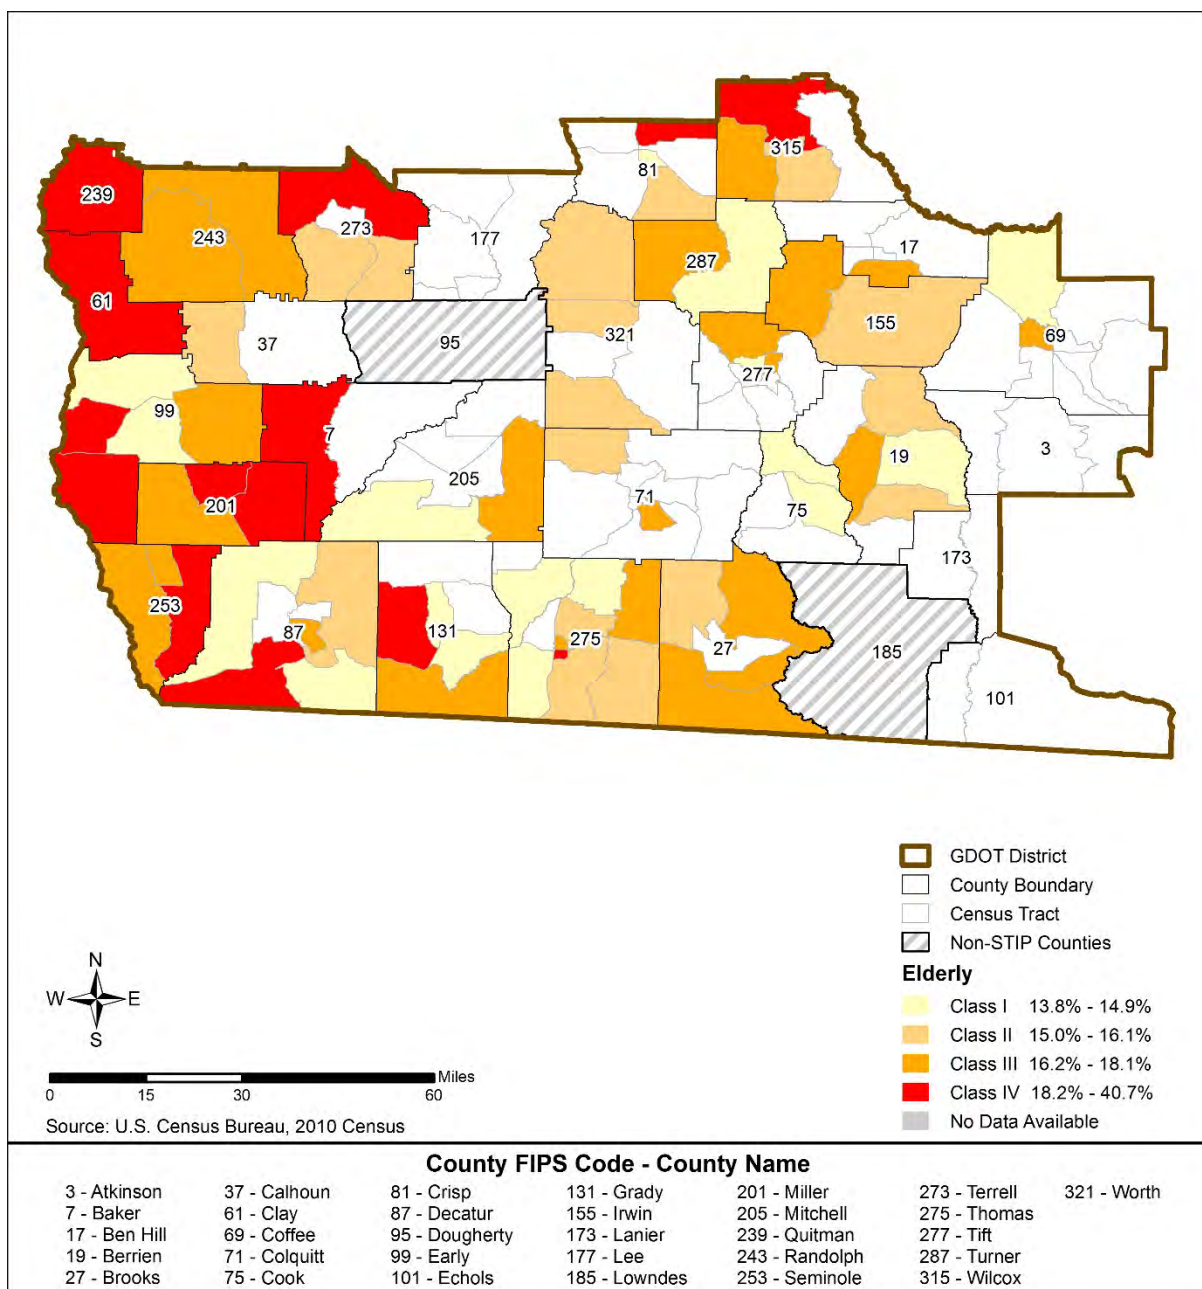 315
81
239
273
243
177
17
287
61
155
321
69
37
95
277
99
7
3
19
205
201
71
75
173
253
87
131
275
27
185
101
GDOT District
County Boundary
Census Tract
Non-STIP Counties
Elderly
Class I 13.8% - 14.9%
Class II 15.0% - 16.1%
Class III 16.2% - 18.1%
Class IV 18.2% - 40.7%
No Data Available
N
W E
S
Miles
0 15 30 60
Source: U.S. Census Bureau, 2010 Census
County FIPS Code - County Name
3 - Atkinson 37 - Calhoun 81 - Crisp 131 - Grady 201 - Miller 273 - Terrell 321 - Worth
7 - Baker 61 - Clay 87 - Decatur 155 - Irwin 205 - Mitchell 275 - Thomas
17 - Ben Hill 69 - Coffee 95 - Dougherty 173 - Lanier 239 - Quitman 277 - Tift
19 - Berrien 71 - Colquitt 99 - Early 177 - Lee 243 - Randolph 287 - Turner
27 - Brooks 75 - Cook 101 - Echols 185 - Lowndes 253 - Seminole 315 - Wilcox